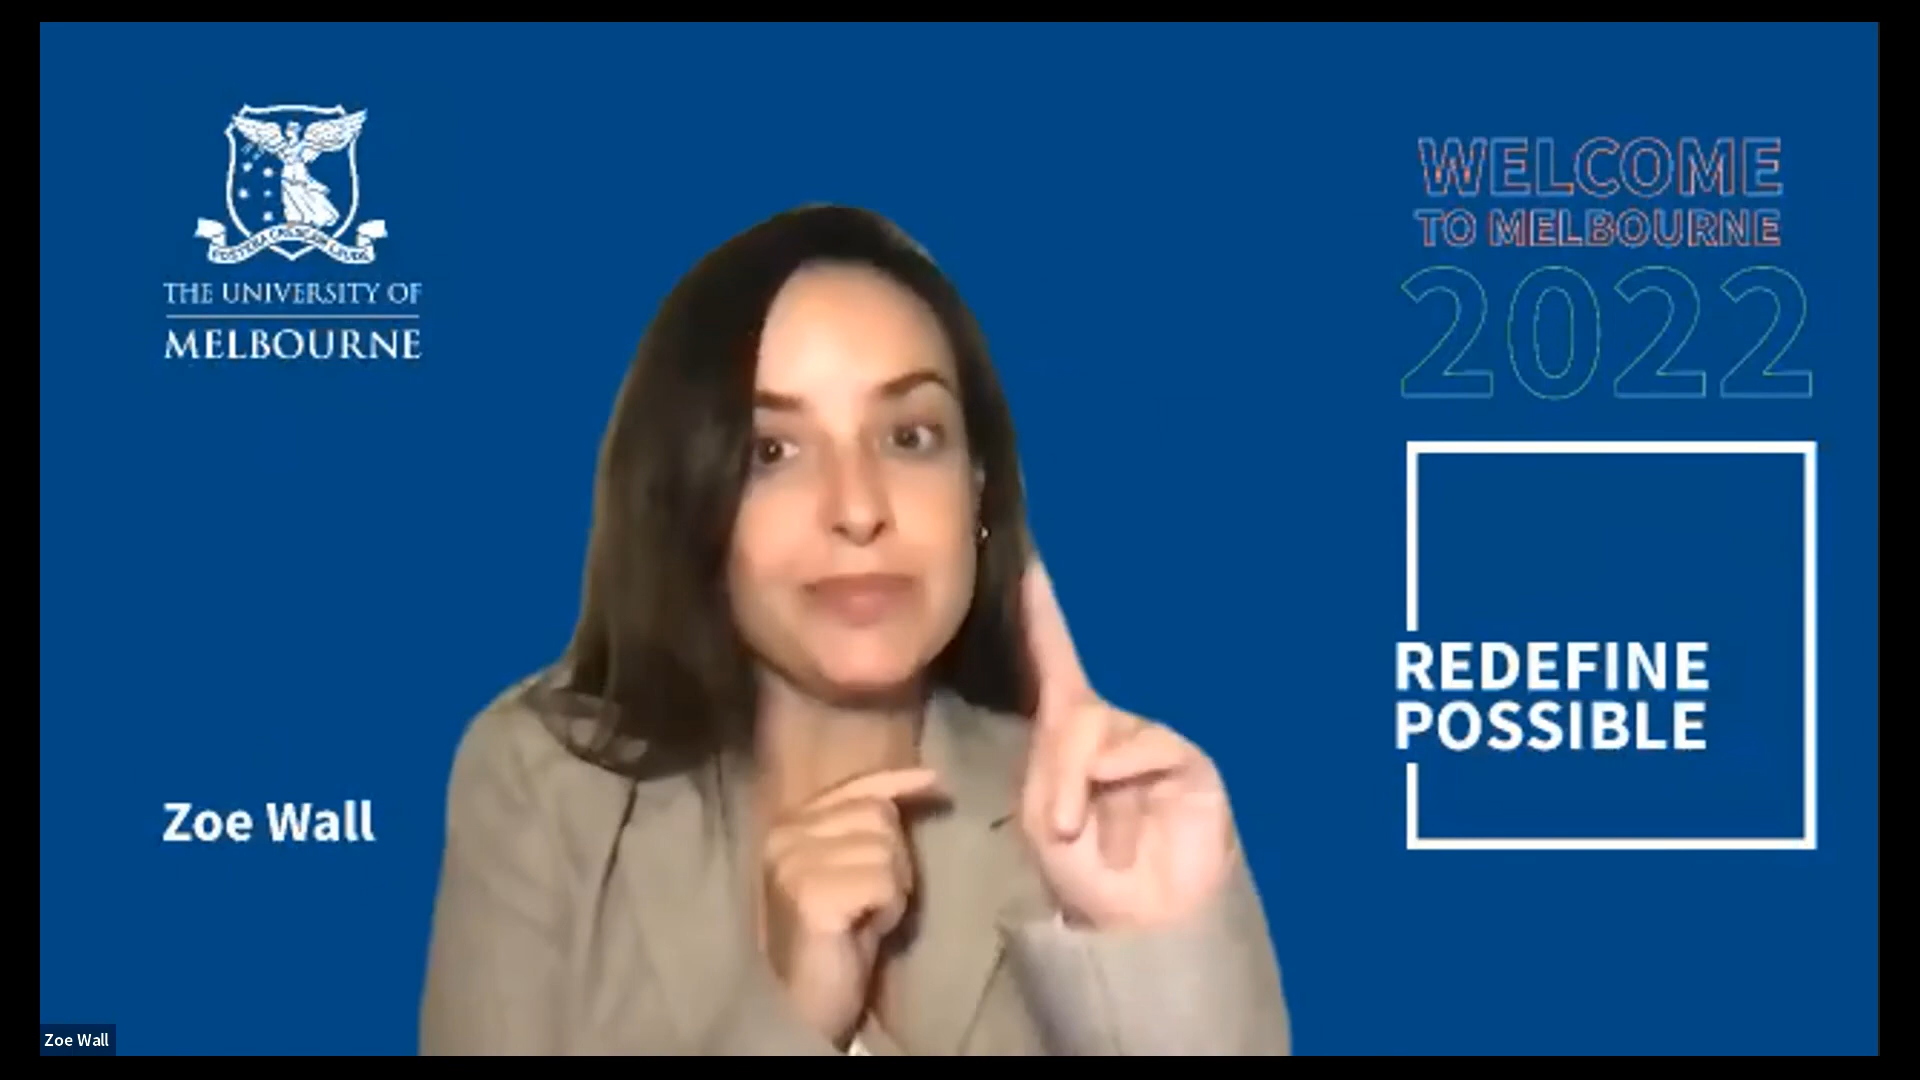 THE UNIVERSITY OF
MELBOURNE
WELCOME
TO MELBOURNE
2022
REDEFINE
POSSIBLE
Zoe Wall
Zoe Wall